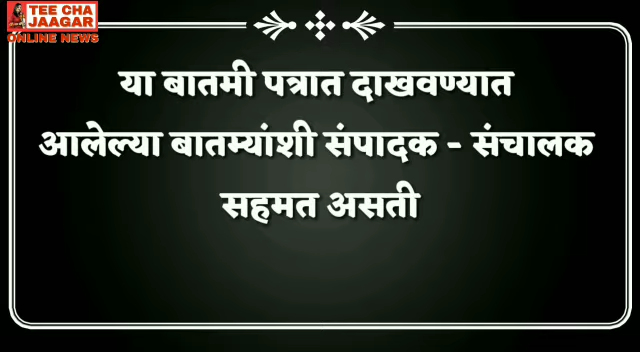 TEE CHA
JAAGAR
ONLINE NEWS
या बातमी पत्रात दाखवण्यात
आलेल्या बातम्यांशी संपादक - संचालक
सहमत असती